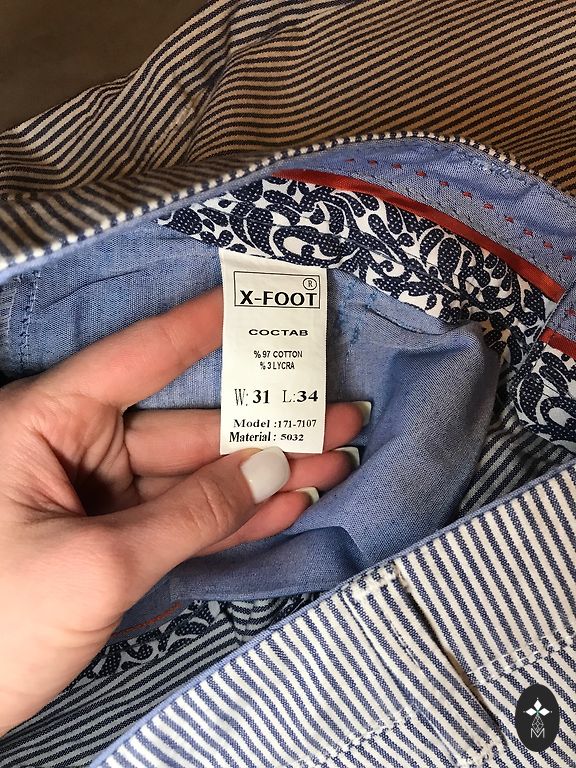 X-FOOT ®
СОСТАВ
% 97 COTTON
% 3 LYCRA
W: 31 L:34
Model :171-7107
Material : 5032